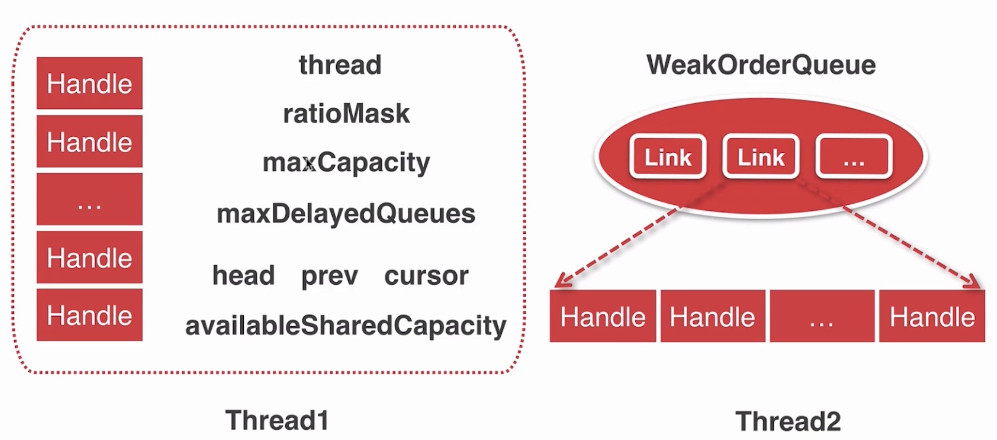 Handle
Handle
...
Handle
Handle
thread
ratioMask
maxCapacity
maxDelayedQueues
head prev cursor
availableSharedCapacity
Thread1
WeakOrderQueue
Link Link ...
Handle Handle ... Handle
Thread2